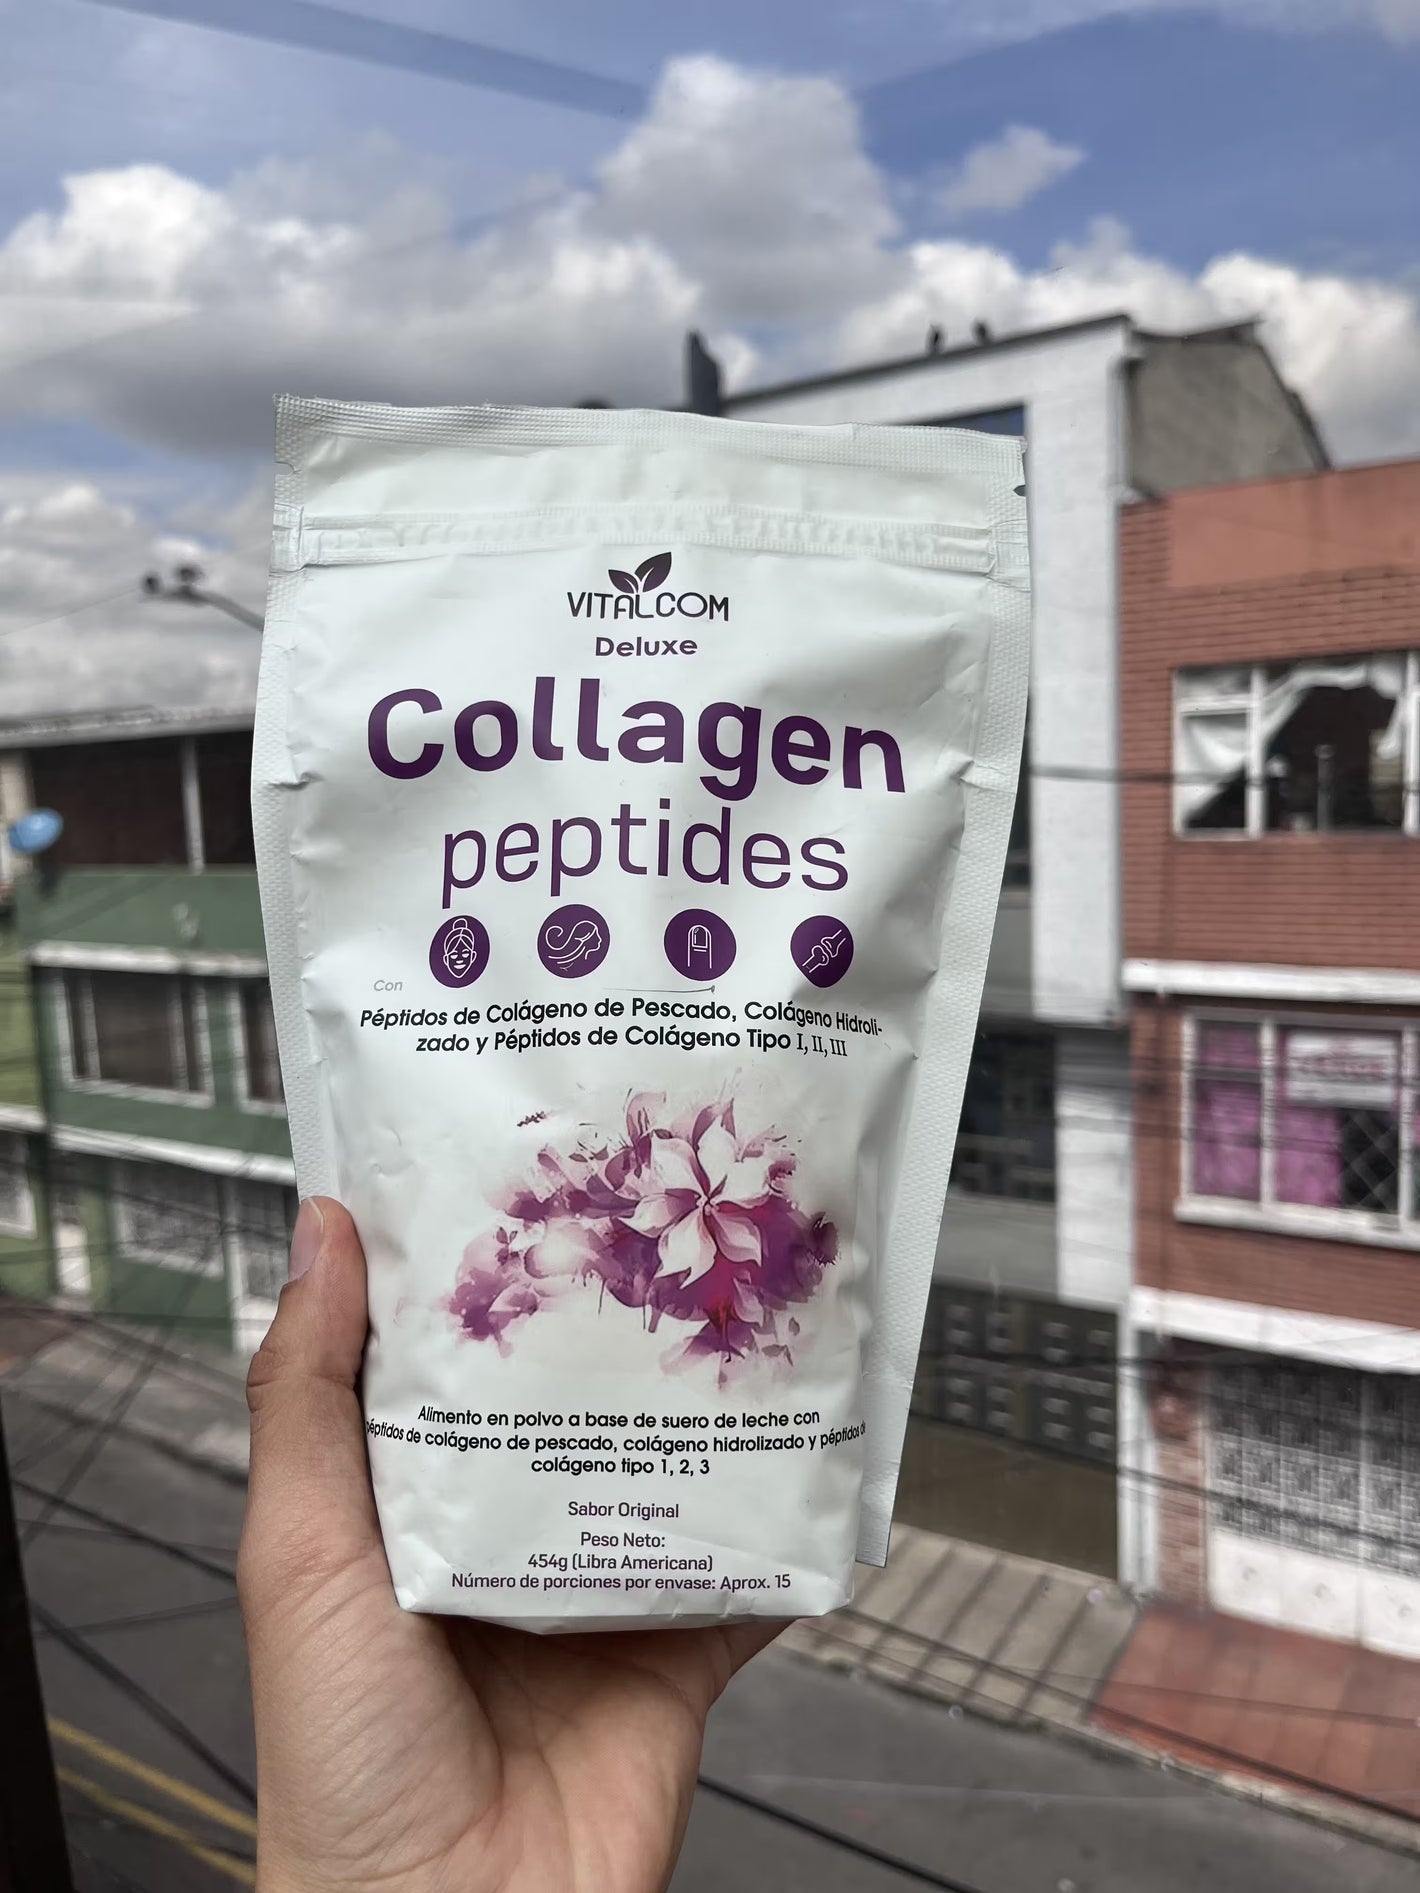 VITALCOM
Deluxe
Collagen
peptides
Con
Péptidos de Colágeno de Pescado, Colágeno Hidroli-
zado y Péptidos de Colágeno Tipo I, II, III
Alimento en polvo a base de suero de leche con
péptidos de colágeno de pescado, colágeno hidrolizado y péptidos de
colágeno tipo 1, 2, 3
Sabor Original
Peso Neto:
454g (Libra Americana)
Número de porciones por envase: Aprox. 15